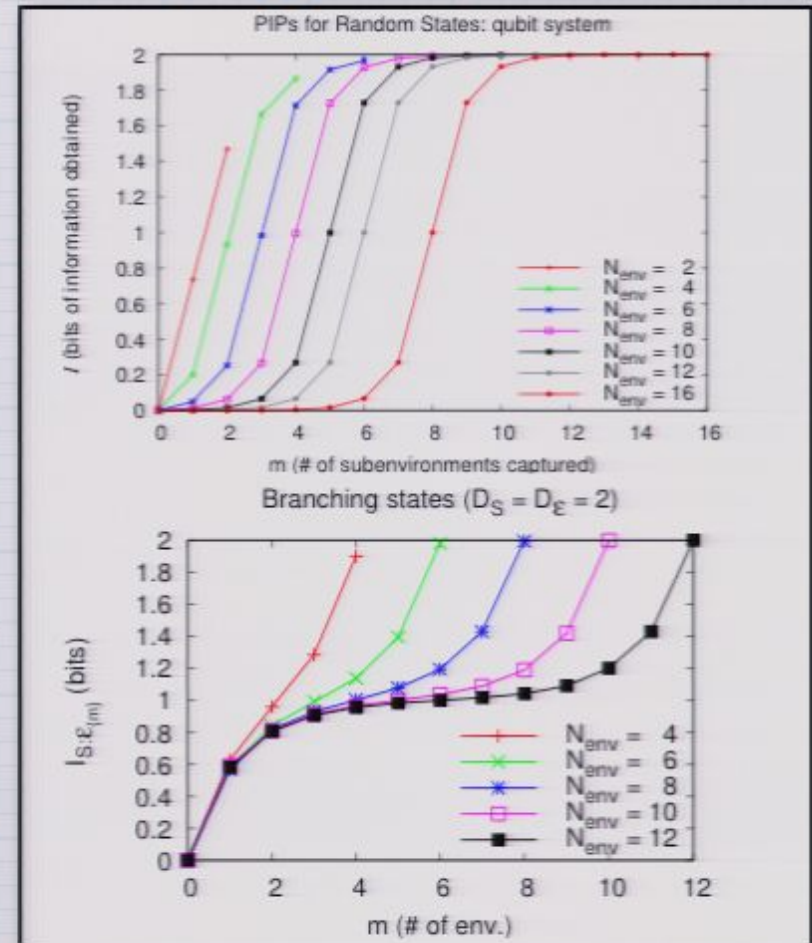 PIPs for Random States: qubit system
I (bits of information obtained)
2
1.8
1.6
1.4
1.2
1
0.8
0.6
0.4
0.2
0
0 2 4 6 8 10 12 14 16
N_env = 2
N_env = 4
N_env = 6
N_env = 8
N_env = 10
N_env = 12
N_env = 16
m (# of subenvironments captured)
Branching states (D_S = D_ℰ = 2)
I_S:ℰ{m} (bits)
2
1.8
1.6
1.4
1.2
1
0.8
0.6
0.4
0.2
0
N_env = 4
N_env = 6
N_env = 8
N_env = 10
N_env = 12
0 2 4 6 8 10 12
m (# of env.)